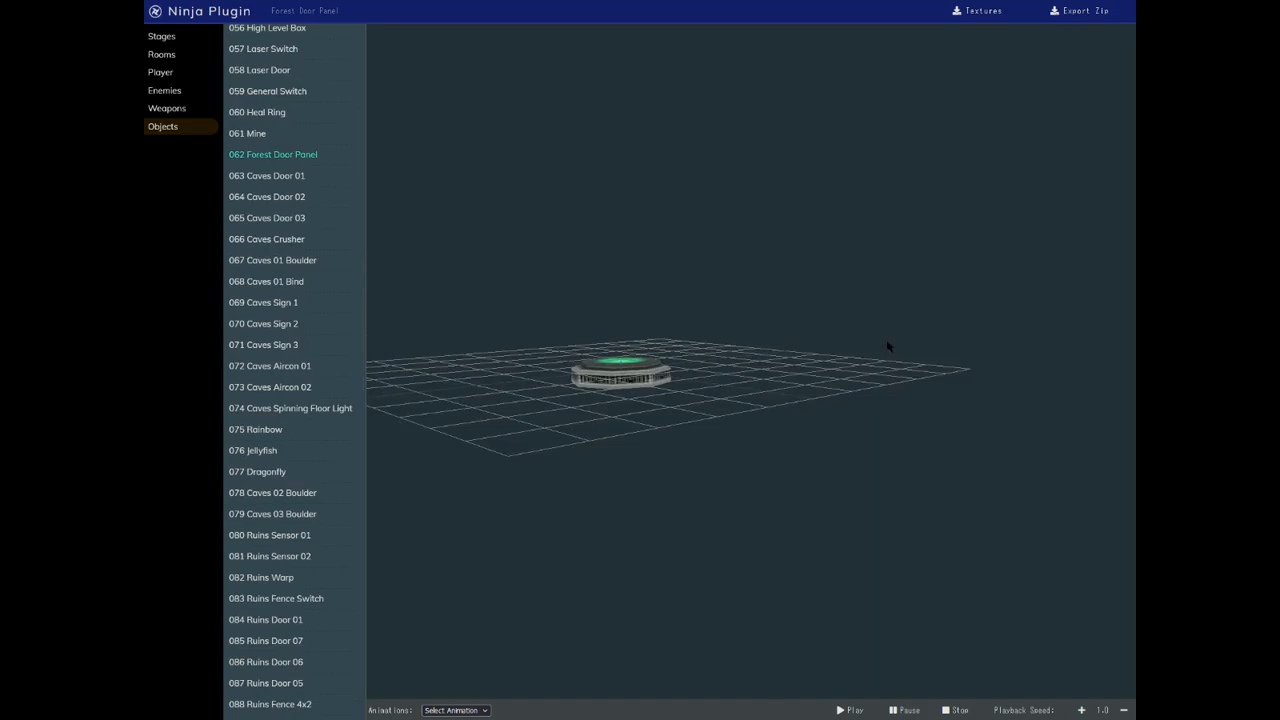 Ninja Plugin
Forest Door Panel
Textures
Export Zip
Stages
Rooms
Player
Enemies
Weapons
Objects
056 High Level Box
057 Laser Switch
058 Laser Door
059 General Switch
060 Heal Ring
061 Mine
062 Forest Door Panel
063 Caves Door 01
064 Caves Door 02
065 Caves Door 03
066 Caves Crusher
067 Caves 01 Boulder
068 Caves 01 Bind
069 Caves Sign 1
070 Caves Sign 2
071 Caves Sign 3
072 Caves Aircon 01
073 Caves Aircon 02
074 Caves Spinning Floor Light
075 Rainbow
076 Jellyfish
077 Dragonfly
078 Caves 02 Boulder
079 Caves 03 Boulder
080 Ruins Sensor 01
081 Ruins Sensor 02
082 Ruins Warp
083 Ruins Fence Switch
084 Ruins Door 01
085 Ruins Door 07
086 Ruins Door 06
087 Ruins Door 05
088 Ruins Fence 4x2
Animations:
Select Animation
Play
Pause
Stop
Playback Speed:
1.0